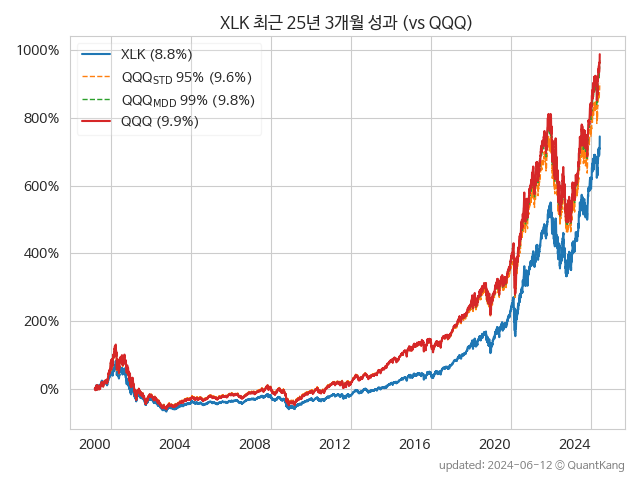 XLK 최근 25년 3개월 성과 (vs QQQ)
XLK (8.8%)
QQQSTD 95% (9.6%)
QQQMDD 99% (9.8%)
QQQ (9.9%)
1000%
800%
600%
400%
200%
0%
2000 2004 2008 2012 2016 2020 2024
updated: 2024-06-12 © QuantKang